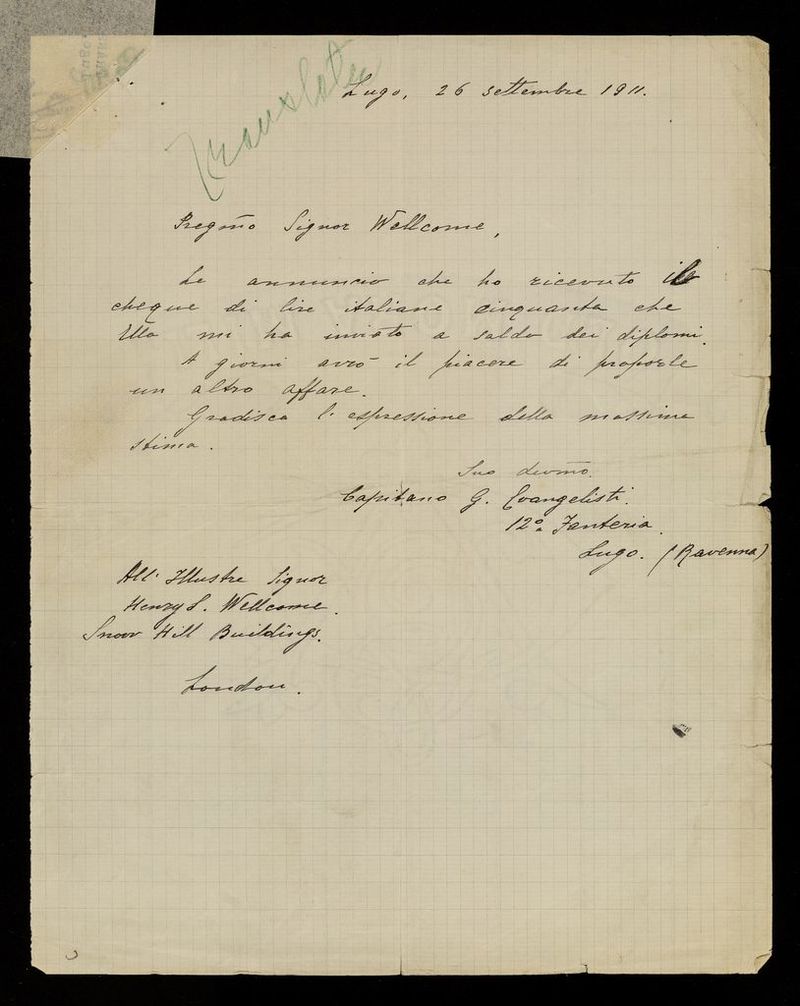 Translate
Lugo, 26 settembre 1911.
Pregmo Signor Wellcome,
Le annuncio che ho ricevuto il
cheque di lire italiane cinquanta che
Ella mi ha inviato a saldo dei diplomi.
A giorni avrò il piacere di proporle
un altro affare.
Gradisca l'espressione della massima
stima.
Suo devmo.
Capitano G. Evangelisti.
12o Fanteria.
Lugo. (Ravenna)
All'Illustre Signor
Henry S. Wellcome.
Snow Hill Buildings.
London.